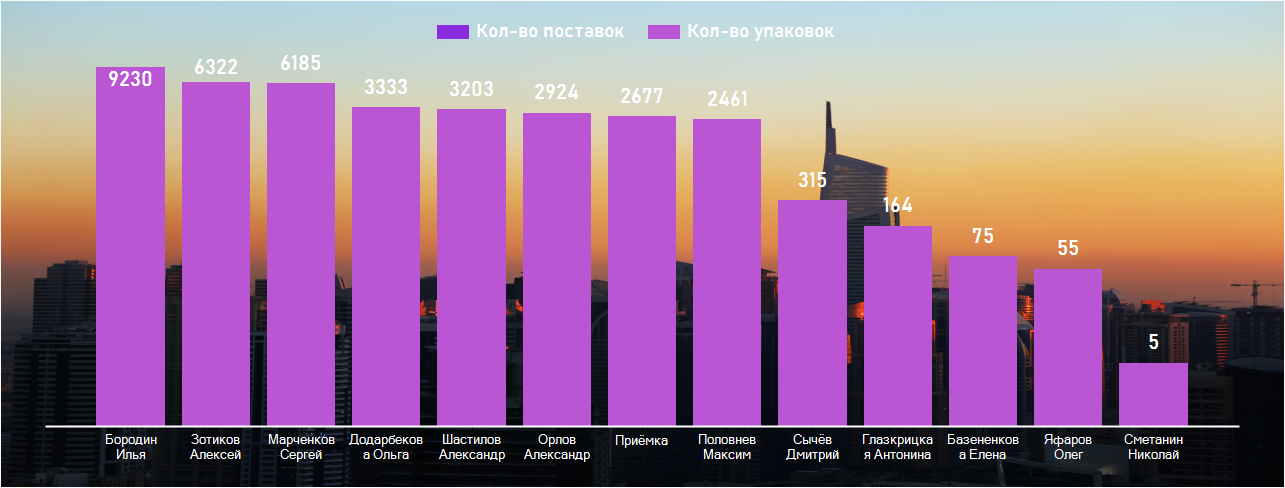 Кол-во поставок Кол-во упаковок
9230 6322 6185 3333 3203 2924 2677 2461 315 164 75 55 5
Бородин Зотиков Марченков Додарбеков Шастилов Орлов Приёмка Половнев Сычёв Глазкрицка Базененков Яфаров Сметанин
Илья Алексей Сергей а Ольга Александр Александр Максим Дмитрий я Антонина а Елена Олег Николай